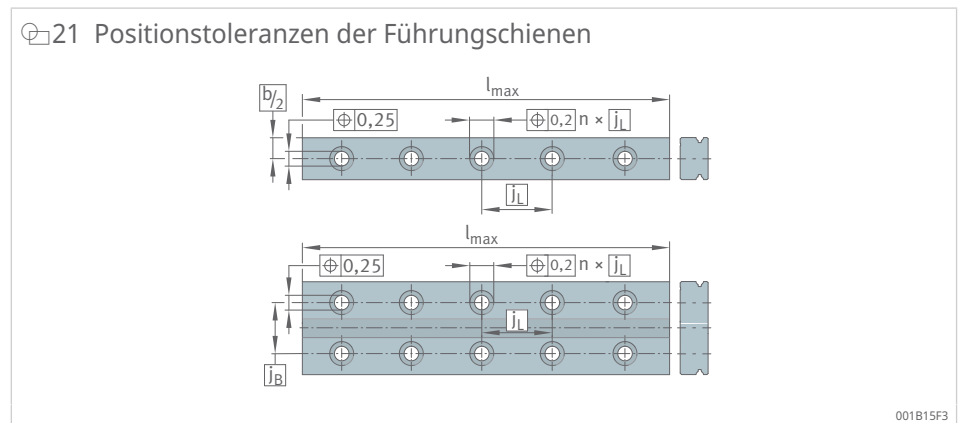 21 Positionstoleranzen der Führungschienen
l_max
b/2
⌖ 0,25
⌖ 0,2 n × j_L
j_L
l_max
⌖ 0,25
⌖ 0,2 n × j_L
j_L
j_B
001B15F3